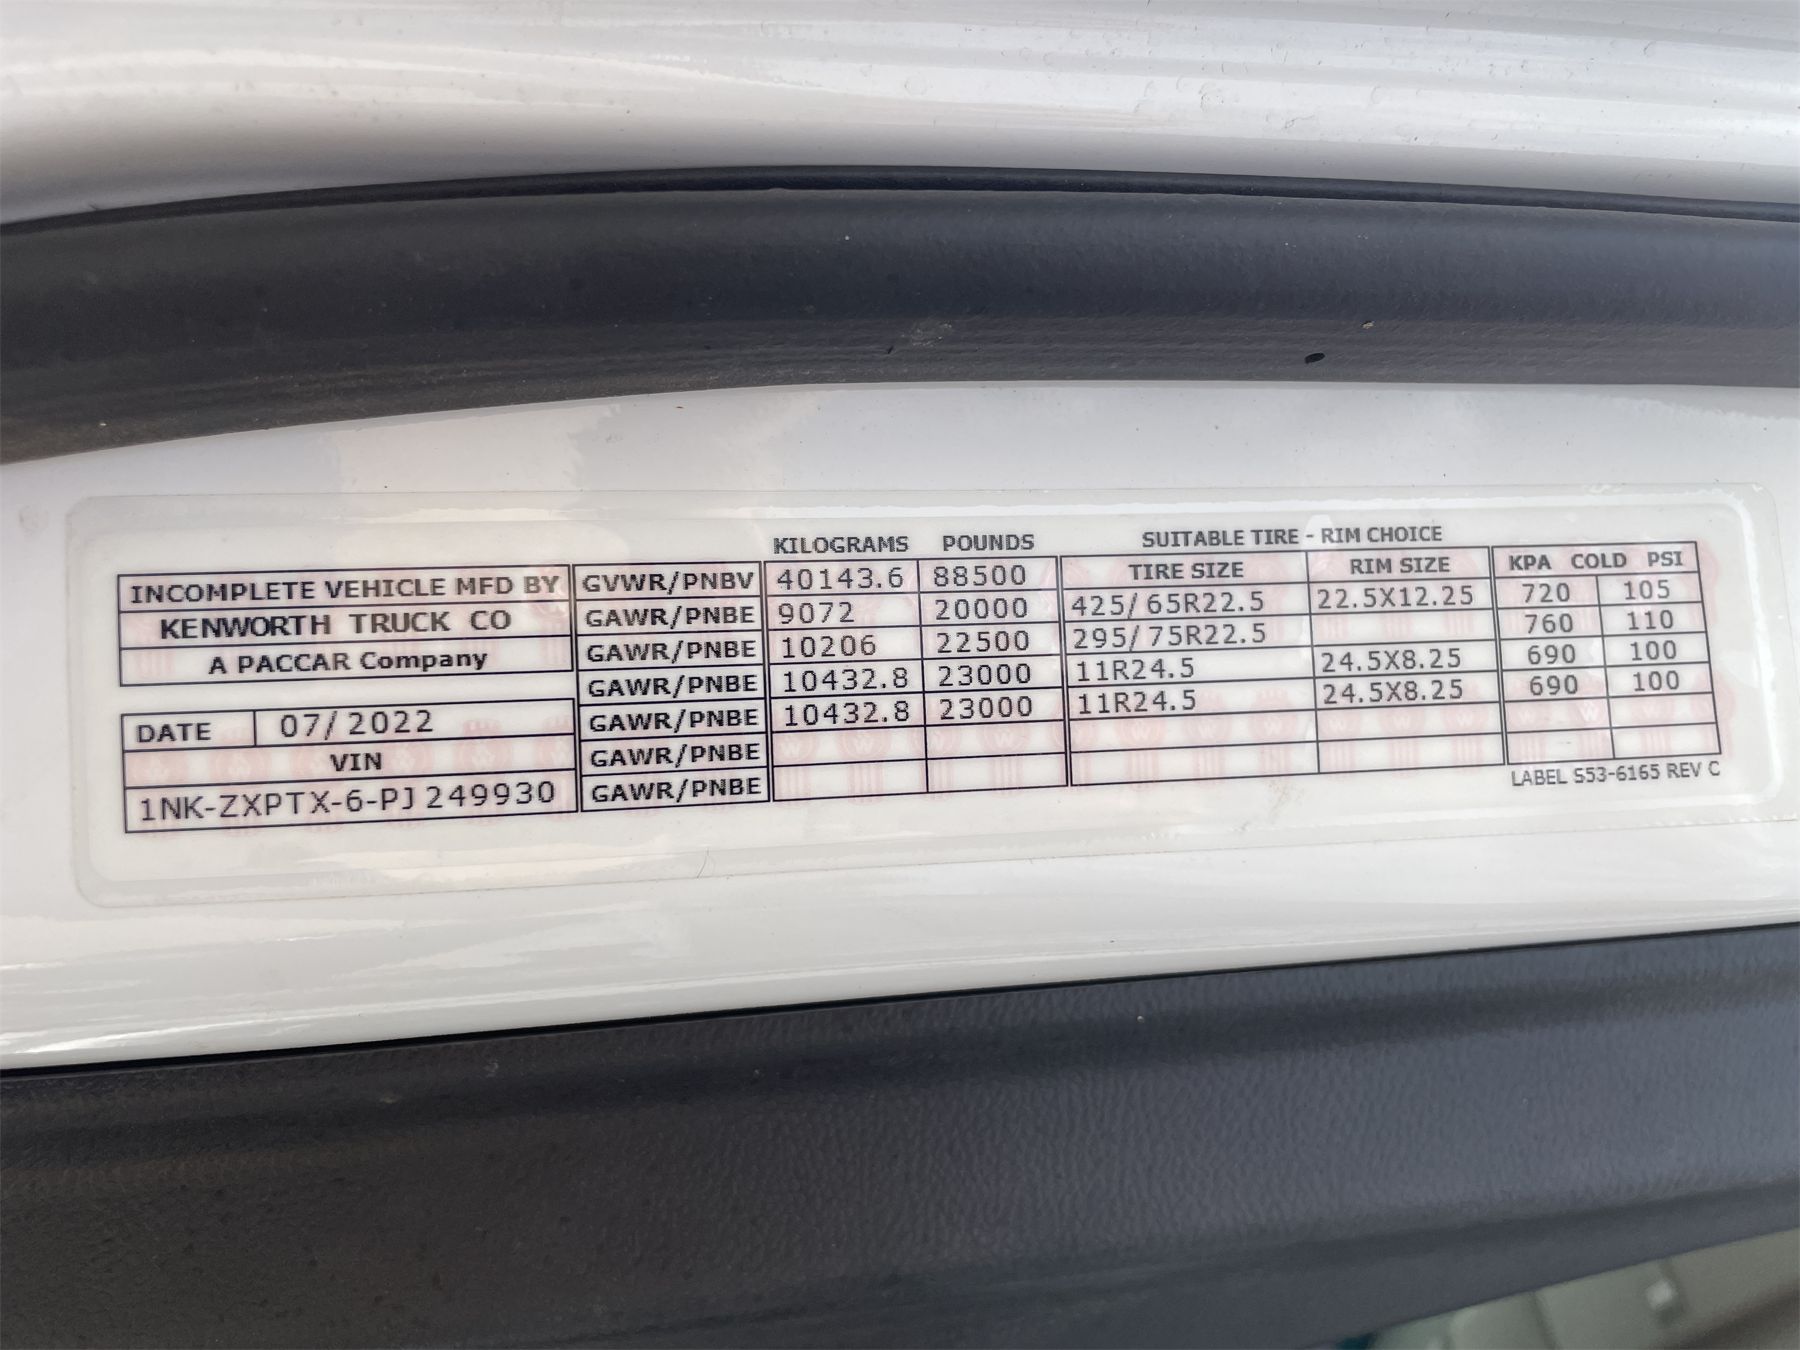 KILOGRAMS POUNDS SUITABLE TIRE - RIM CHOICE
INCOMPLETE VEHICLE MFD BY GVWR/PNBV 40143.6 88500 TIRE SIZE RIM SIZE KPA COLD PSI
KENWORTH TRUCK CO GAWR/PNBE 9072 20000 425/65R22.5 22.5X12.25 720 105
A PACCAR Company GAWR/PNBE 10206 22500 295/75R22.5 760 110
GAWR/PNBE 10432.8 23000 11R24.5 24.5X8.25 690 100
DATE 07/2022 GAWR/PNBE 10432.8 23000 11R24.5 24.5X8.25 690 100
VIN GAWR/PNBE
1NK-ZXPTX-6-PJ249930 GAWR/PNBE
LABEL S53-6165 REV C